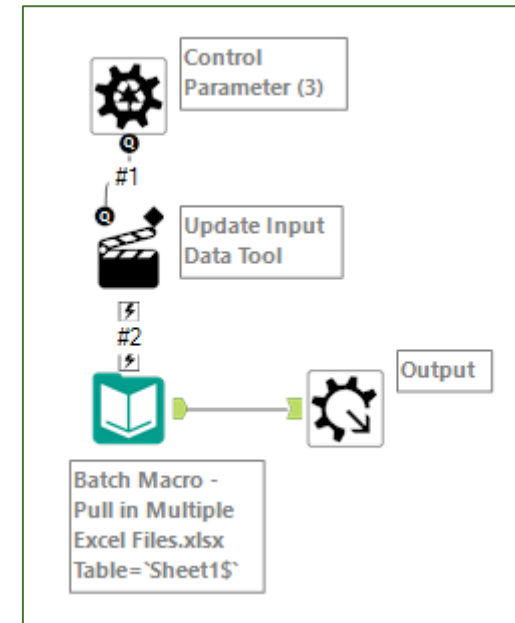 Control
Parameter (3)
Q
#1
Q
Update Input
Data Tool
#2
Output
Batch Macro -
Pull in Multiple
Excel Files.xlsx
Table=`Sheet1$`